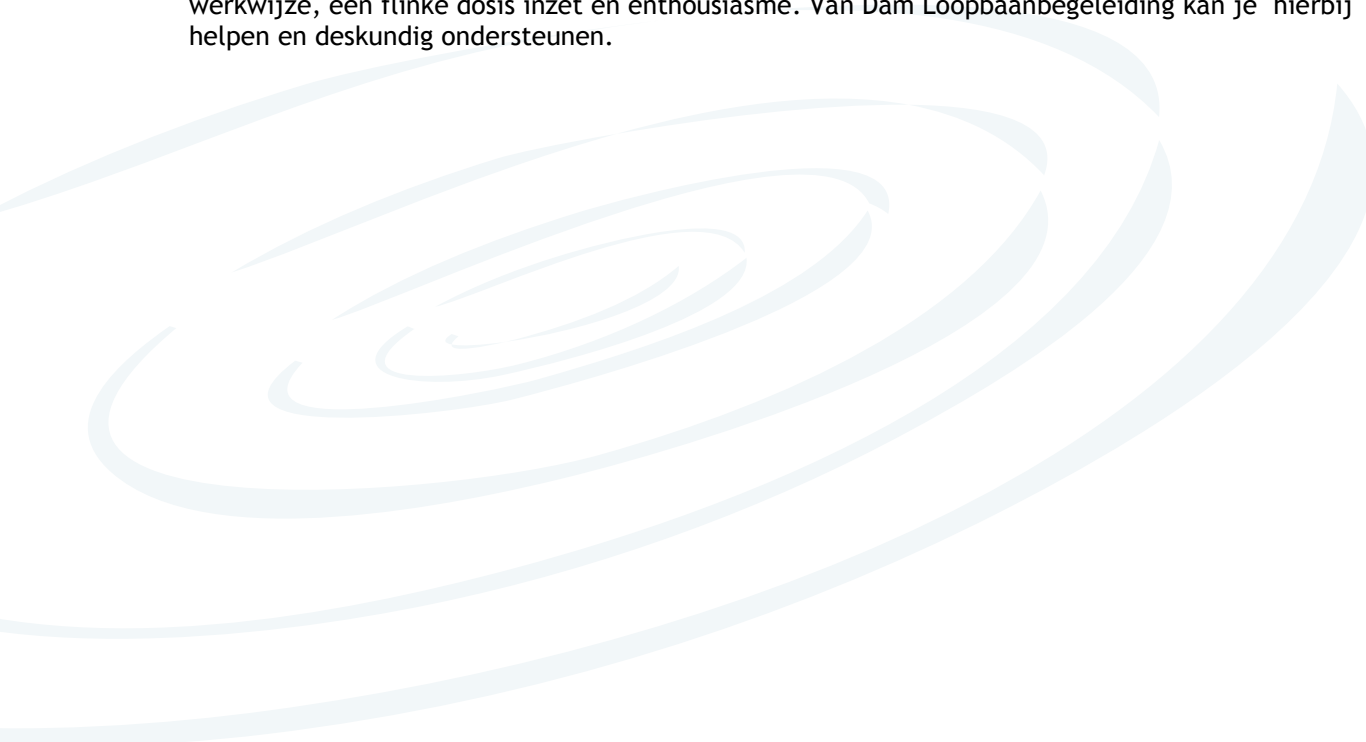 werkwijze, een flinke dosis inzet en enthousiasme. Van Dam Loopbaanbegeleiding kan je  hierbij
helpen en deskundig ondersteunen.